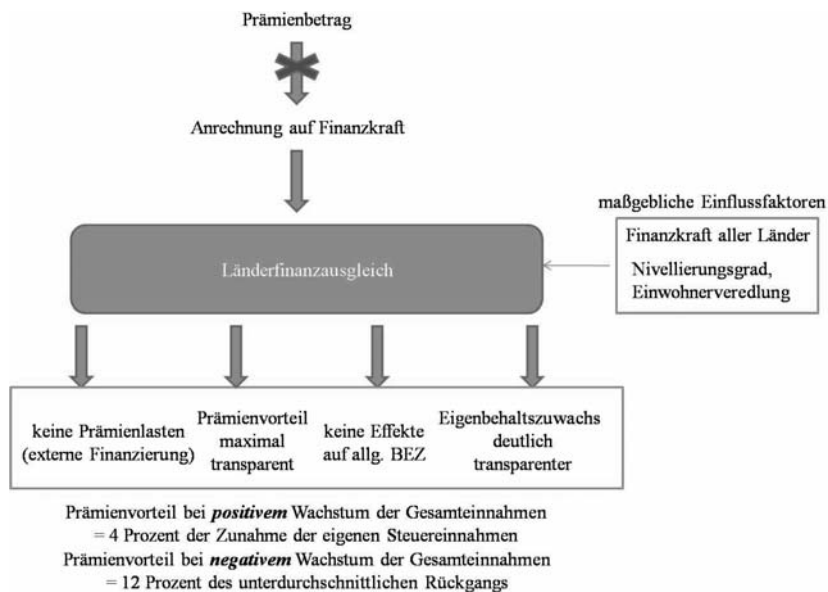 Prämienbetrag
Anrechnung auf Finanzkraft
maßgebliche Einflussfaktoren
Finanzkraft aller Länder
Nivellierungsgrad,
Einwohnerveredlung
Länderfinanzausgleich
keine Prämienlasten
(externe Finanzierung)
Prämienvorteil
maximal
transparent
keine Effekte
auf allg. BEZ
Eigenbehaltszuwachs
deutlich
transparenter
Prämienvorteil bei positivem Wachstum der Gesamteinnahmen
= 4 Prozent der Zunahme der eigenen Steuereinnahmen
Prämienvorteil bei negativem Wachstum der Gesamteinnahmen
= 12 Prozent des unterdurchschnittlichen Rückgangs